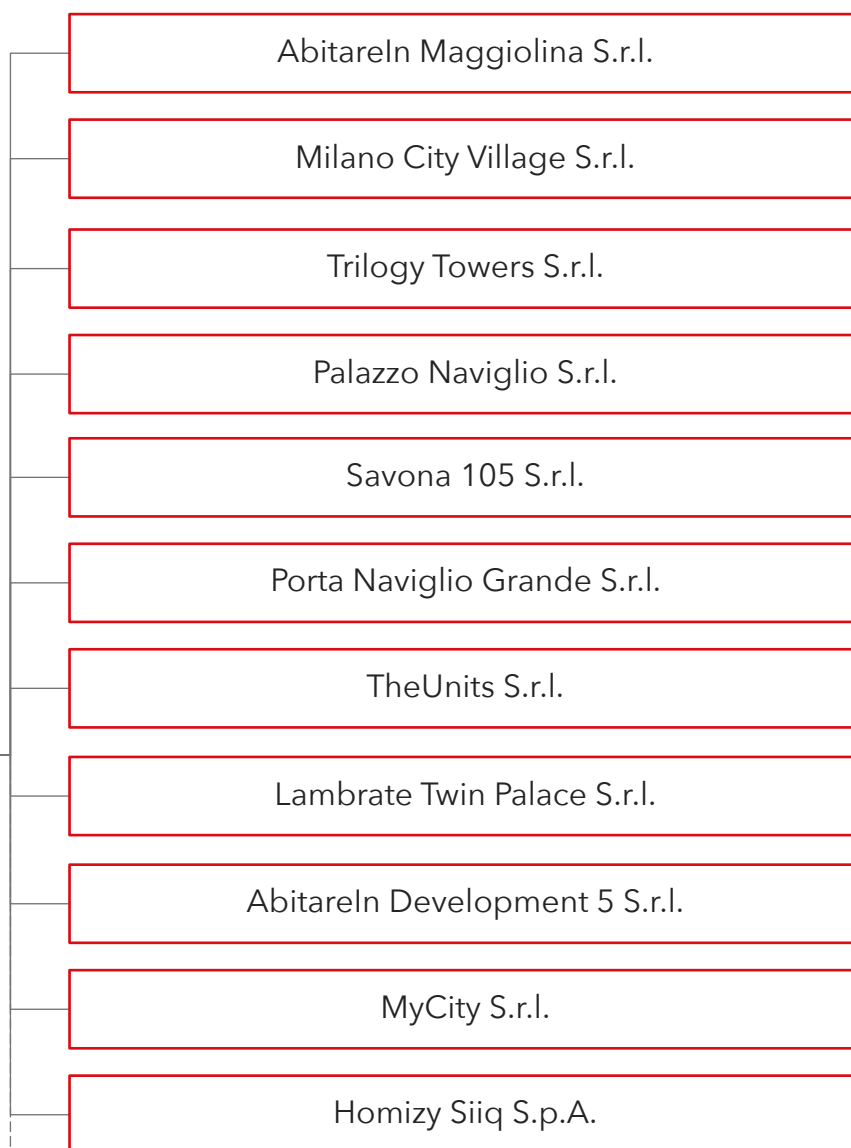 AbitareIn Maggiolina S.r.l.
Milano City Village S.r.l.
Trilogy Towers S.r.l.
Palazzo Naviglio S.r.l.
Savona 105 S.r.l.
Porta Naviglio Grande S.r.l.
TheUnits S.r.l.
Lambrate Twin Palace S.r.l.
AbitareIn Development 5 S.r.l.
MyCity S.r.l.
Homizy Siiq S.p.A.